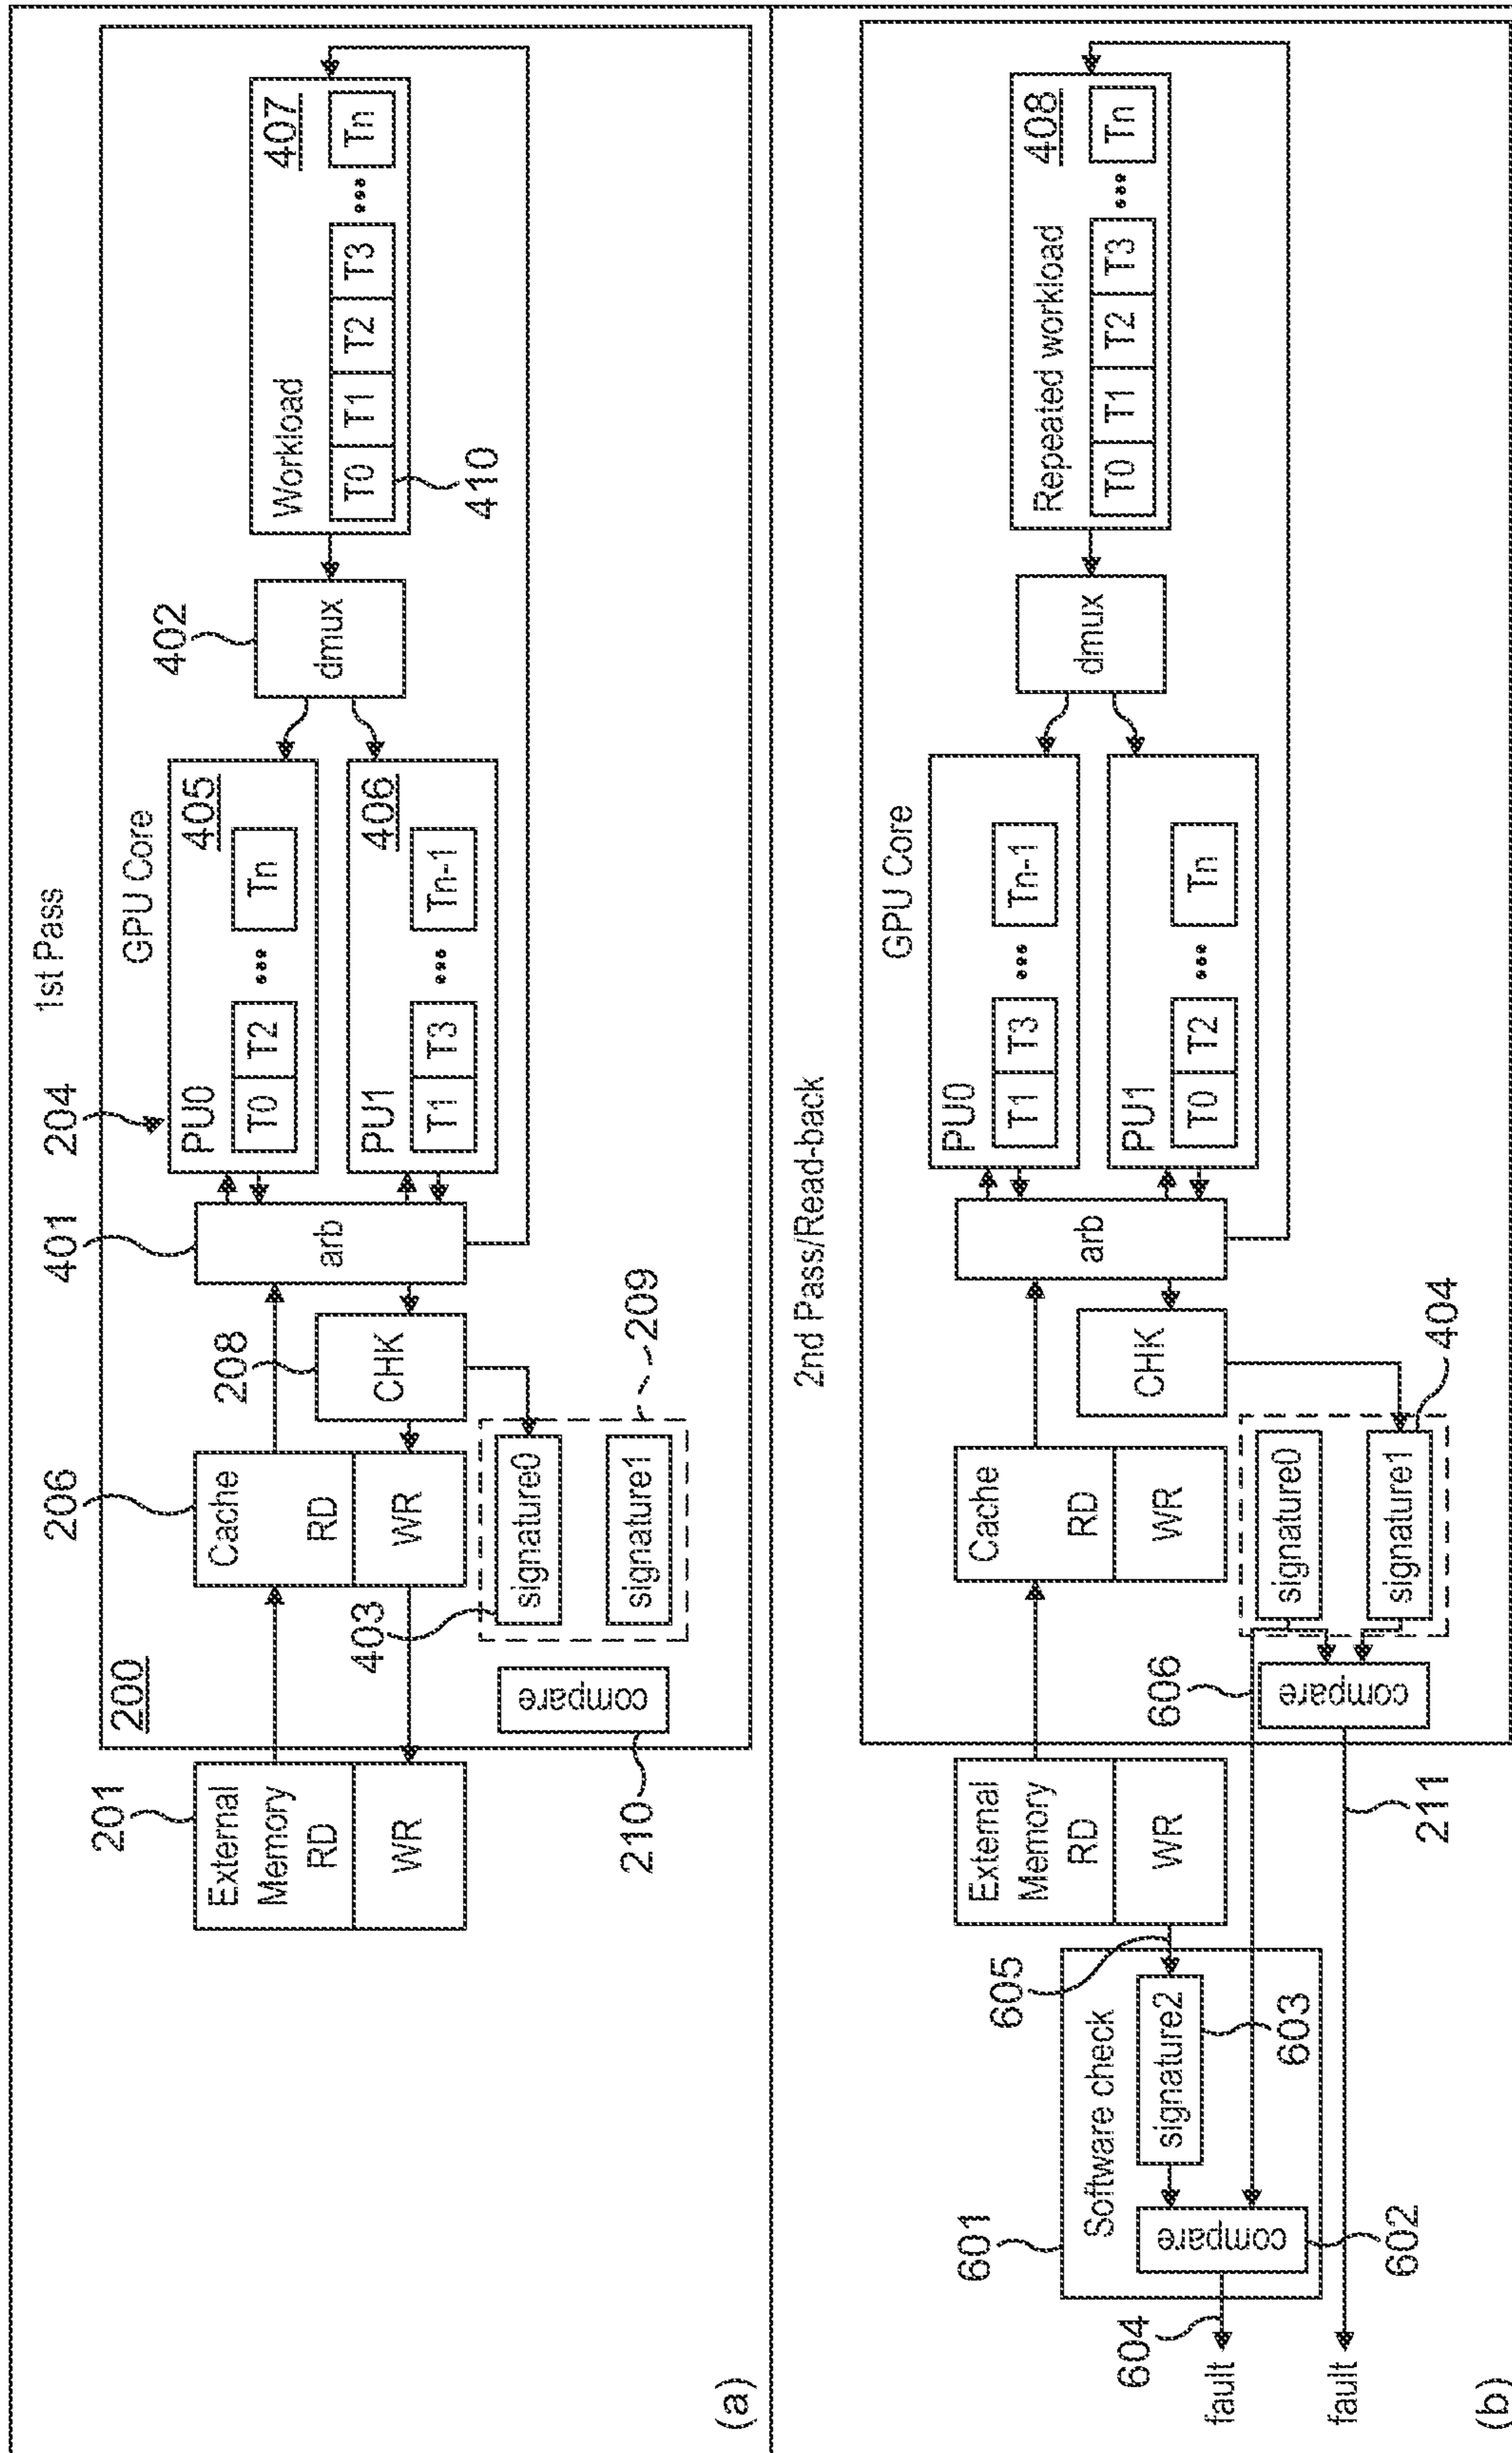 1st Pass
200
GPU Core
204
201
External
Memory
RD
WR
206
Cache
RD
WR
208
CHK
401
arb
PU0
405
T0
T2
•••
Tn
PU1
406
T1
T3
•••
Tn-1
402
dmux
Workload
407
T0
T1
T2
T3
•••
Tn
410
403
signature0
signature1
209
compare
210
(a)
2nd Pass/Read-back
GPU Core
External
Memory
RD
WR
Cache
RD
WR
CHK
arb
PU0
T1
T3
•••
Tn-1
PU1
T0
T2
•••
Tn
dmux
Repeated workload
408
T0
T1
T2
T3
•••
Tn
601
Software check
605
signature2
603
compare
602
604
fault
fault
606
signature0
signature1
404
compare
211
(b)